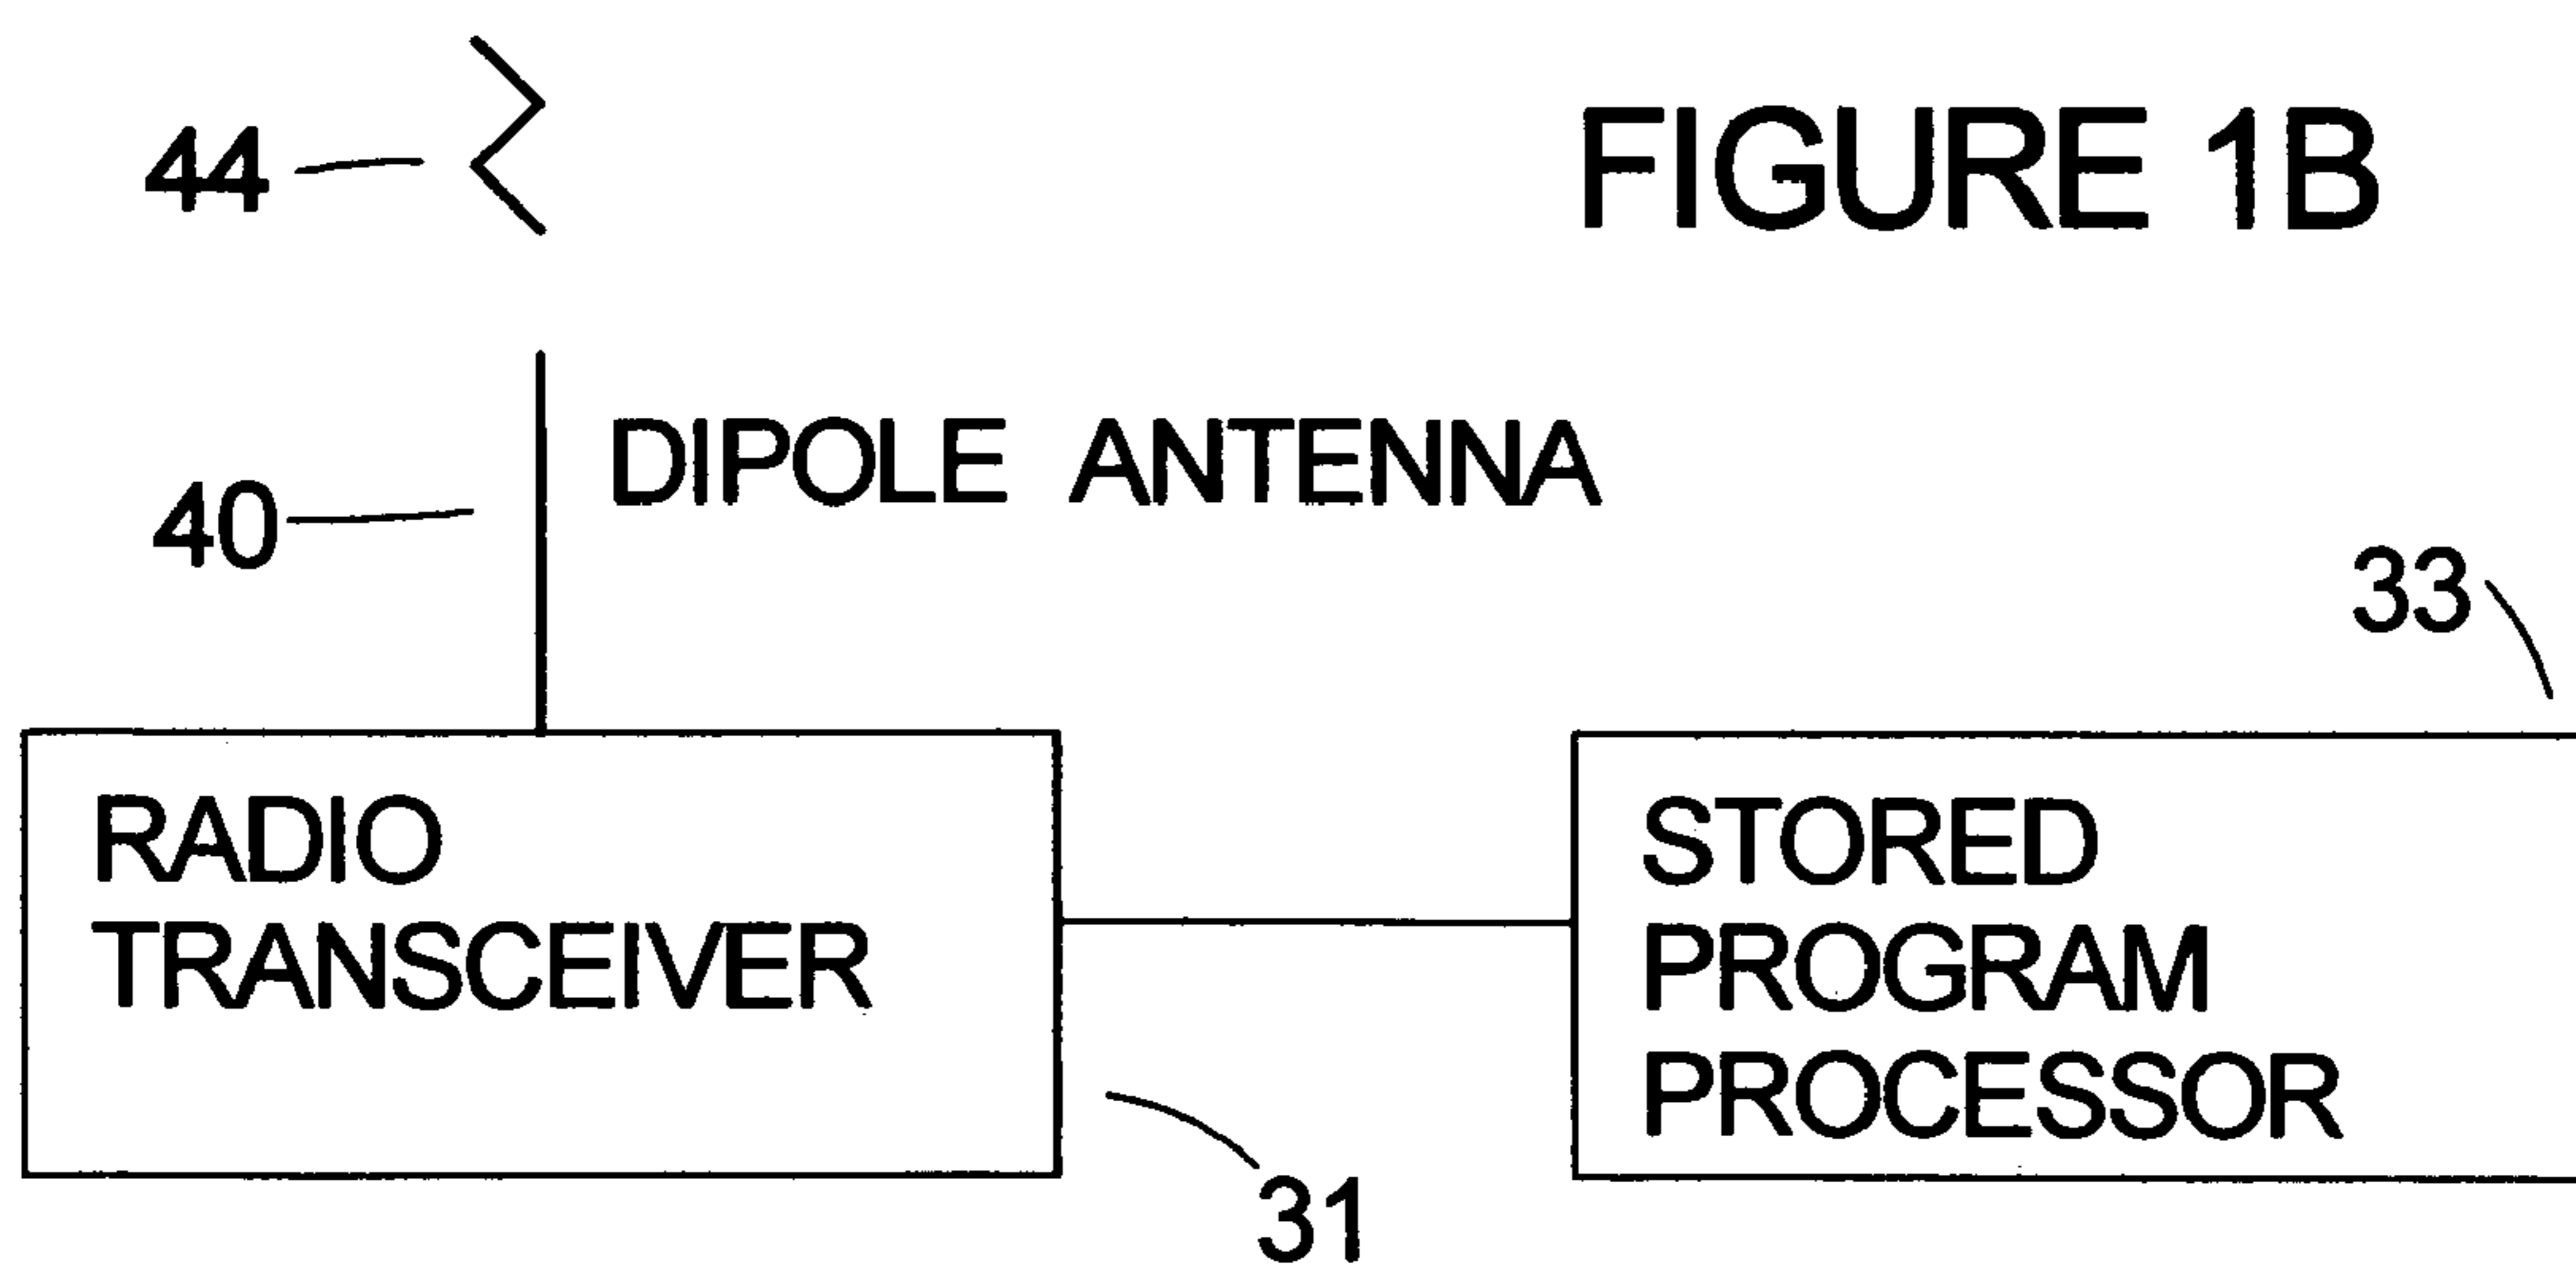 44
FIGURE 1B
DIPOLE ANTENNA
40
33
RADIO
TRANSCEIVER
STORED
PROGRAM
PROCESSOR
31